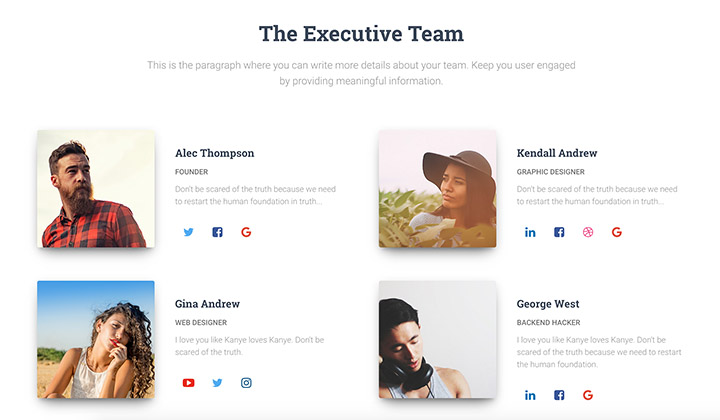 The Executive Team
This is the paragraph where you can write more details about your team. Keep you user engaged
by providing meaningful information.
Alec Thompson
FOUNDER
Don't be scared of the truth because we need
to restart the human foundation in truth...
Kendall Andrew
GRAPHIC DESIGNER
Don't be scared of the truth because we need
to restart the human foundation in truth...
Gina Andrew
WEB DESIGNER
I love you like Kanye loves Kanye. Don't be
scared of the truth.
George West
BACKEND HACKER
I love you like Kanye loves Kanye. Don't be
scared of the truth because we need to restart
the human foundation.